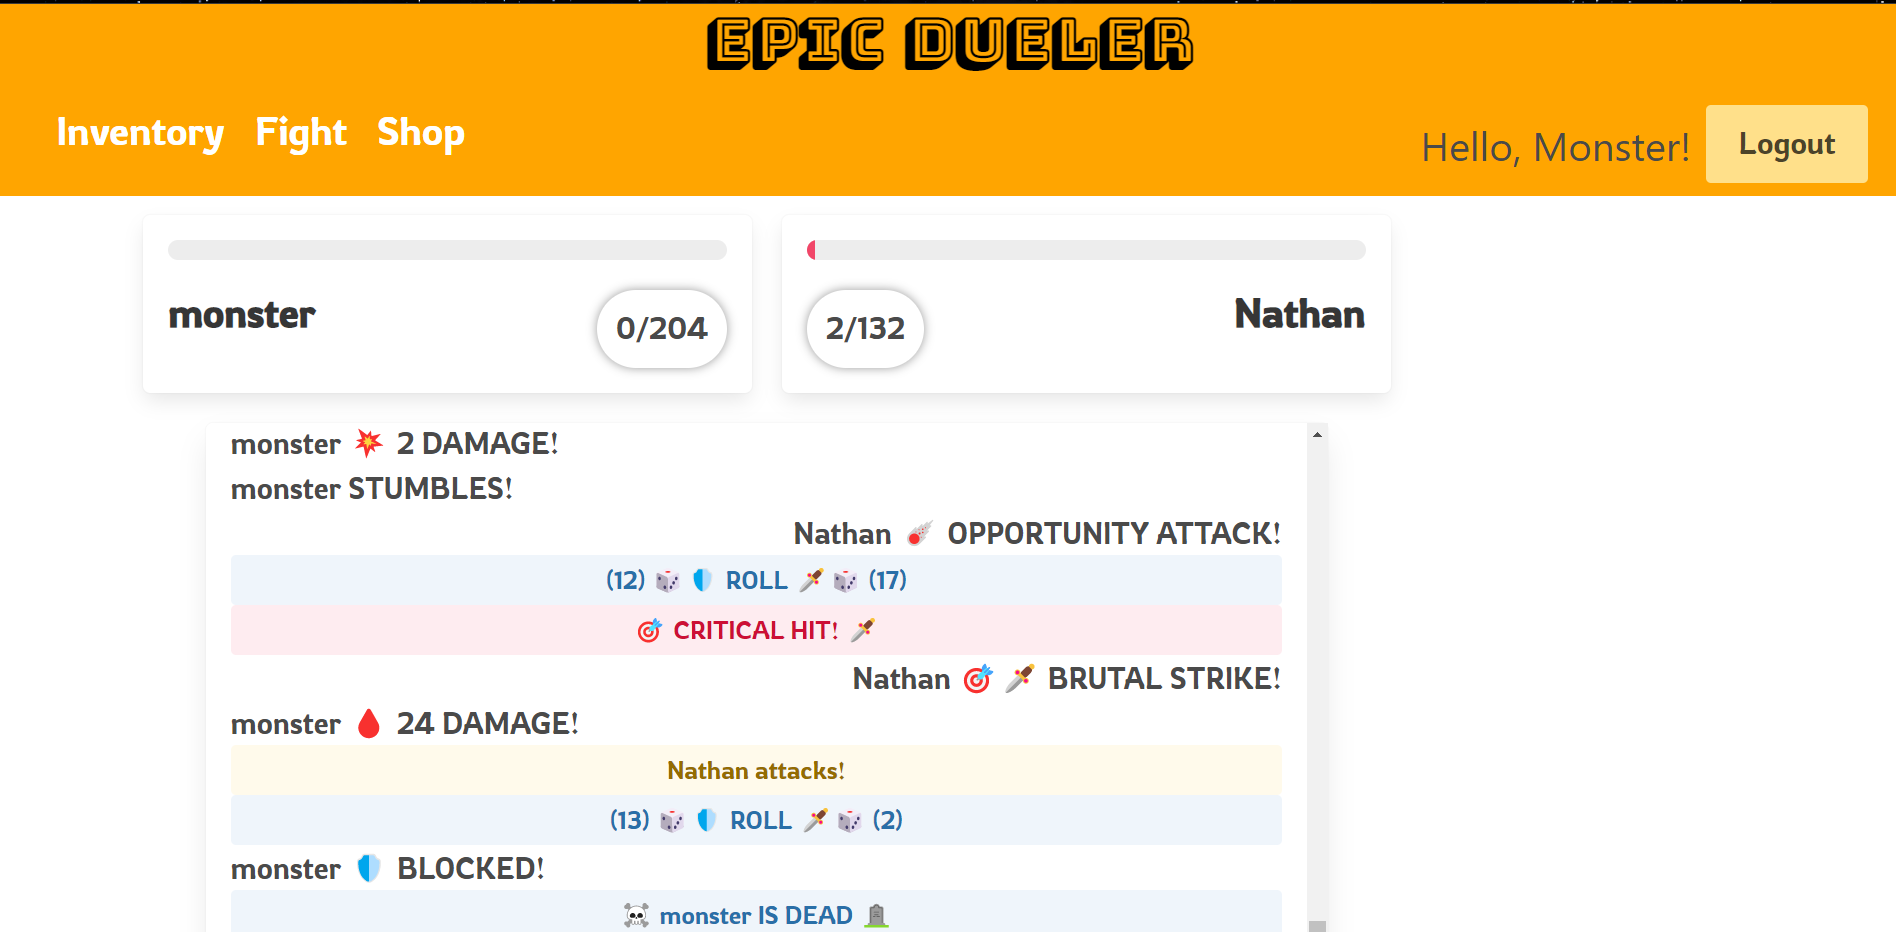 EPIC DUELER
Inventory Fight Shop
Hello, Monster! Logout
monster 0/204
2/132 Nathan
monster 💥 2 DAMAGE!
monster STUMBLES!
Nathan ☄️ OPPORTUNITY ATTACK!
(12) 🎲 🛡️ ROLL 🗡️ 🎲 (17)
🎯 CRITICAL HIT! 🗡️
Nathan 🎯 🗡️ BRUTAL STRIKE!
monster 🩸 24 DAMAGE!
Nathan attacks!
(13) 🎲 🛡️ ROLL 🗡️ 🎲 (2)
monster 🛡️ BLOCKED!
☠️ monster IS DEAD 🪦